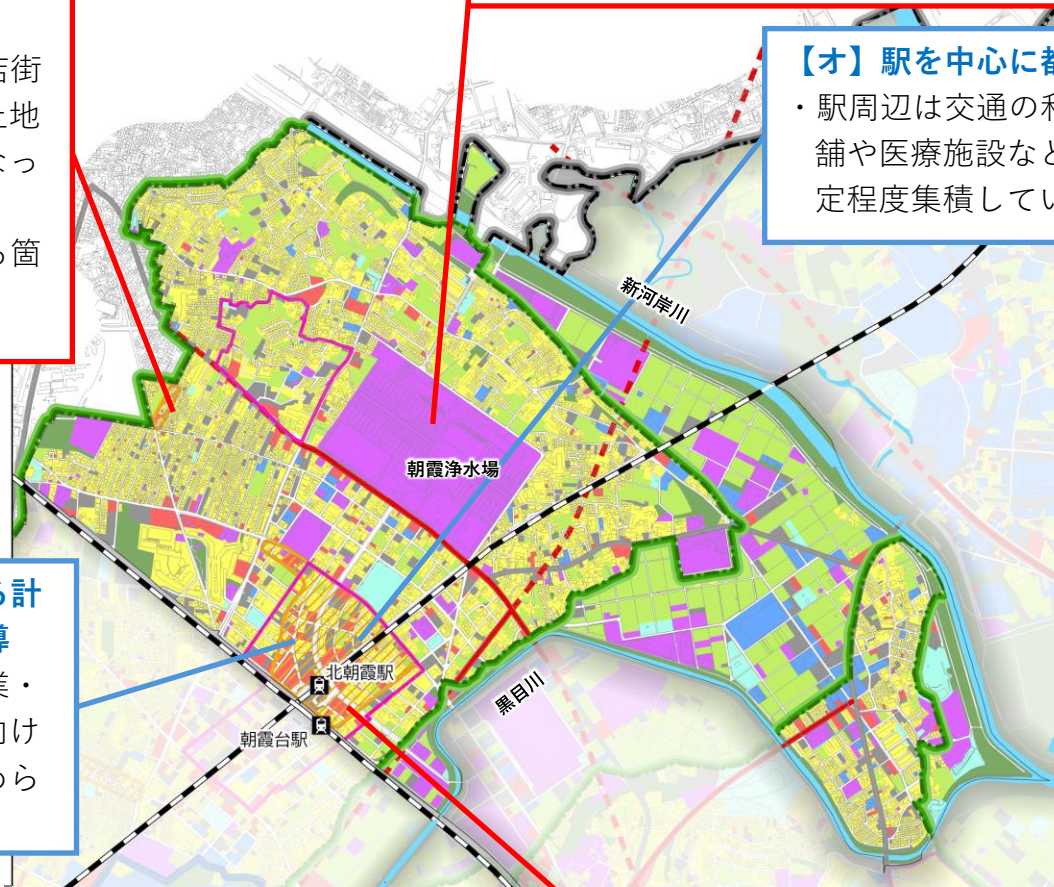 店街
土地
なっ
る箇
【オ】駅を中心に都
・駅周辺は交通の利
舗や医療施設など
定程度集積してい
新河岸川
朝霞浄水場
る計
導
業・
向け
めら
北朝霞駅
朝霞台駅
黒目川